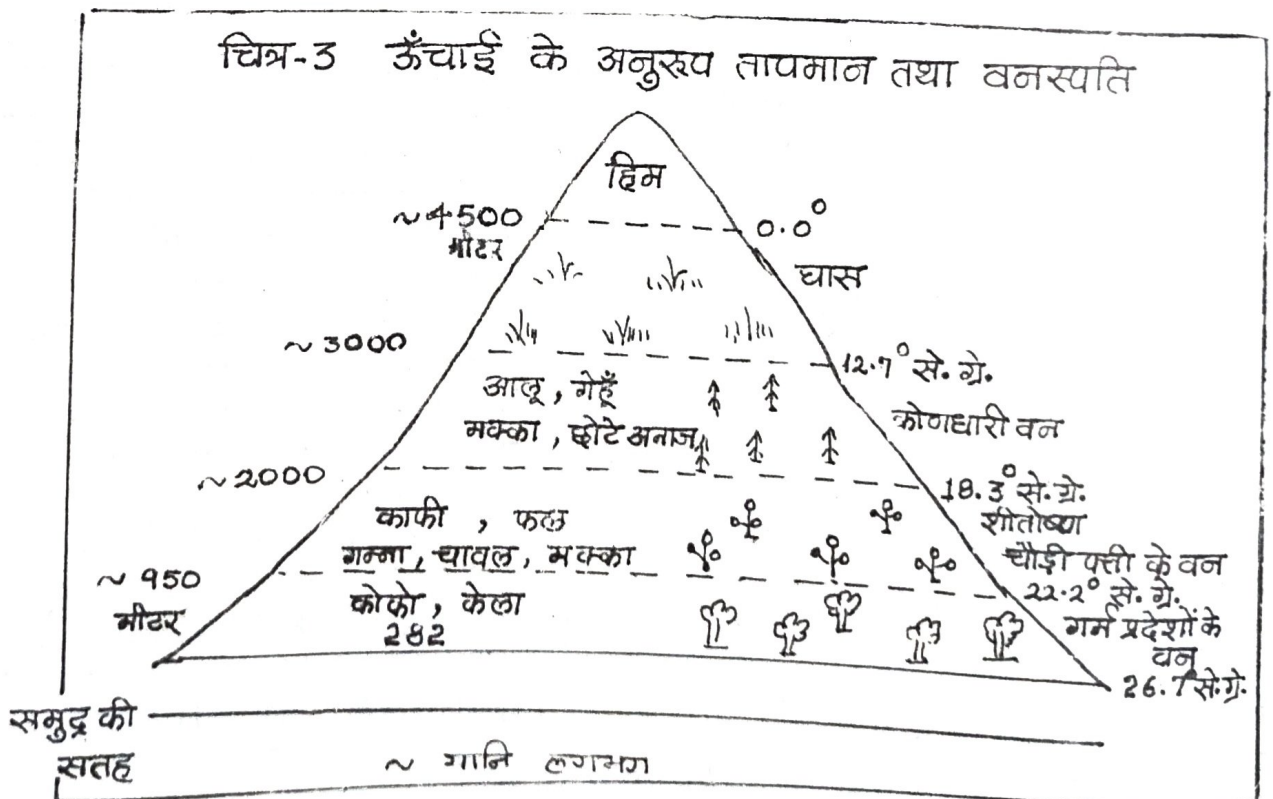 चित्र-3 ऊँचाई के अनुरूप तापमान तथा वनस्पति
हिम
~4500
मीटर
0.0°
घास
~3000
12.7° से.ग्रे.
आलू, गेहूँ
मक्का, छोटे अनाज
कोणधारी वन
~2000
18.3° से.ग्रे.
शीतोष्ण
चौड़ी पत्ती के वन
काफी, फल
गन्ना, चावल, मक्का
~950
मीटर
22.2° से.ग्रे.
कोको, केला
282
गर्म प्रदेशों के
वन
26.7° से.ग्रे.
समुद्र की
सतह
~ यानि लगभग